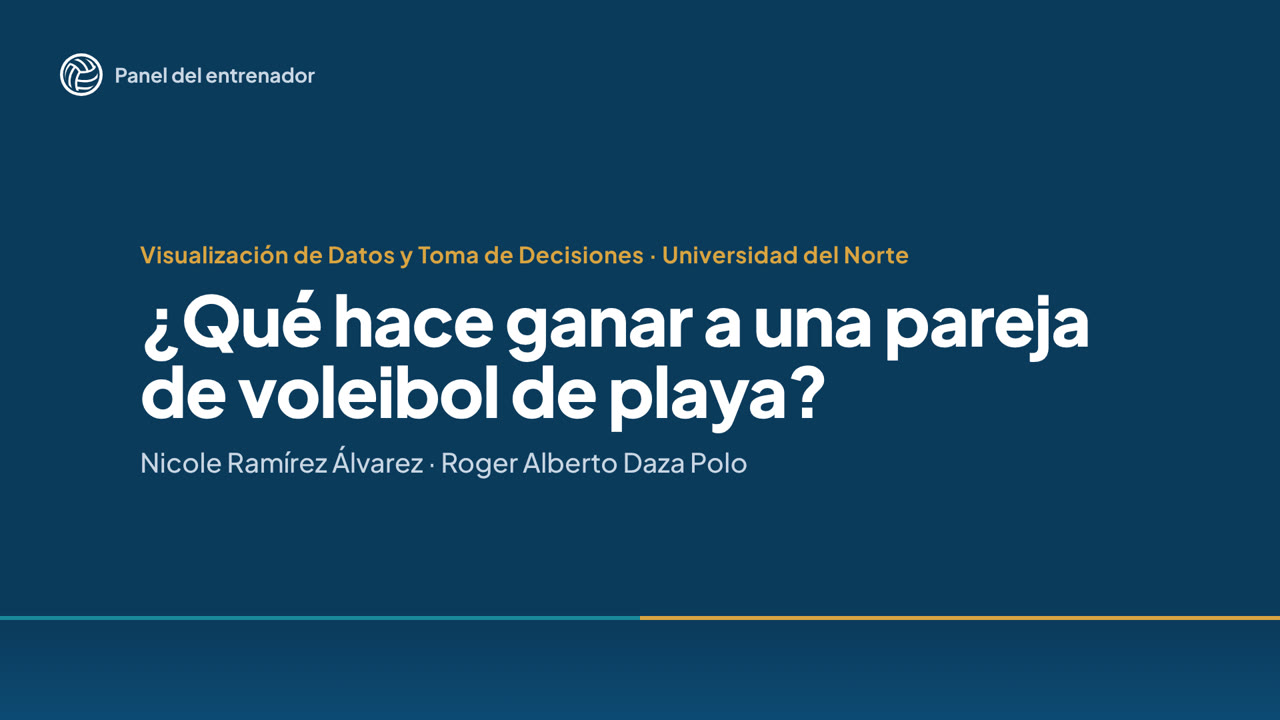 Panel del entrenador
Visualización de Datos y Toma de Decisiones · Universidad del Norte
¿Qué hace ganar a una pareja
de voleibol de playa?
Nicole Ramírez Álvarez · Roger Alberto Daza Polo